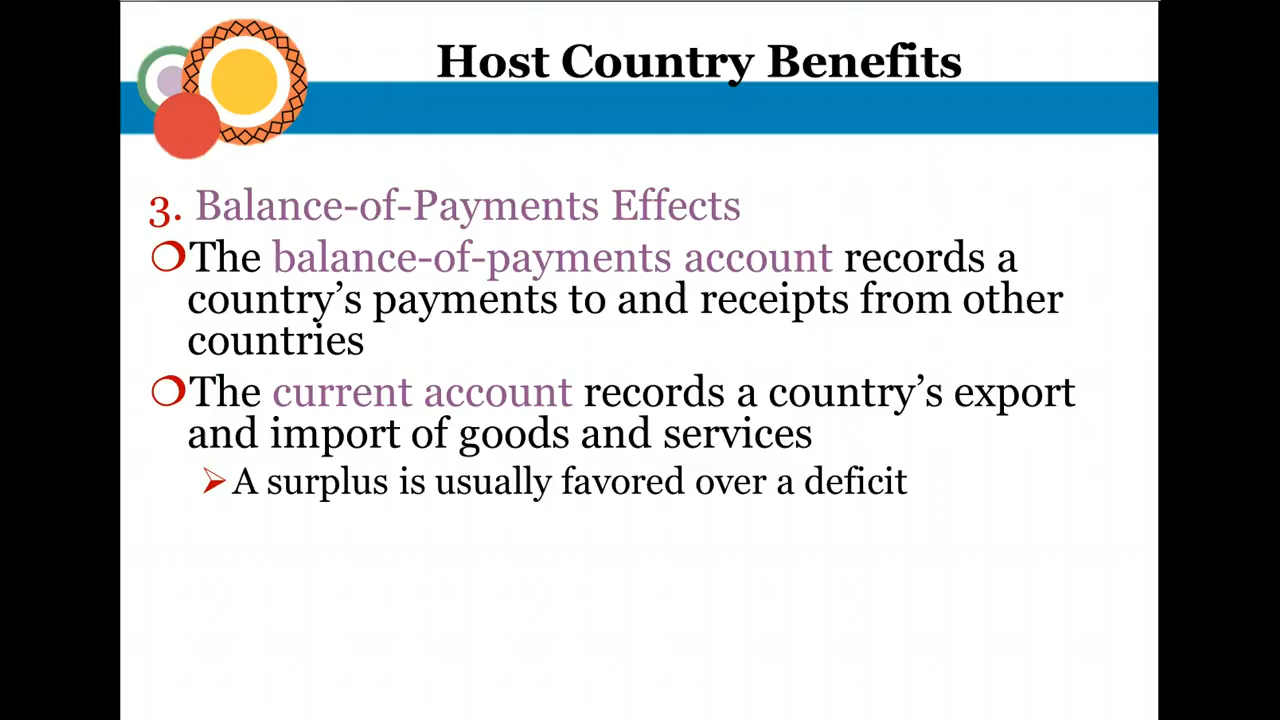 Host Country Benefits
3. Balance-of-Payments Effects
❍The balance-of-payments account records a
country’s payments to and receipts from other
countries
❍The current account records a country’s export
and import of goods and services
➢A surplus is usually favored over a deficit